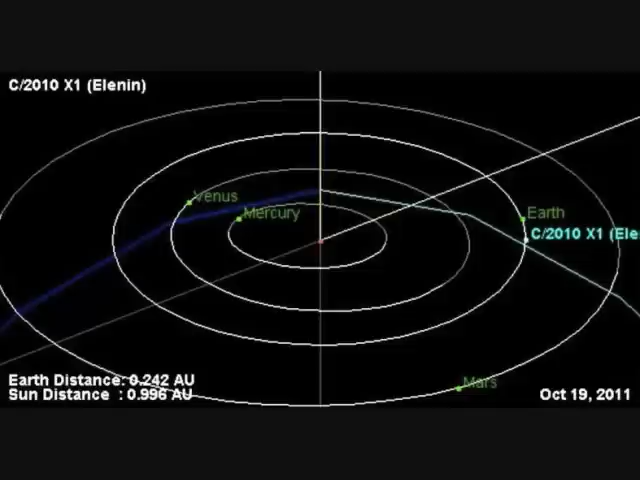 C/2010 X1 (Elenin)
Venus
Mercury
Earth
C/2010 X1 (Ele
Mars
Earth Distance: 0.242 AU
Sun Distance : 0.996 AU
Oct 19, 2011